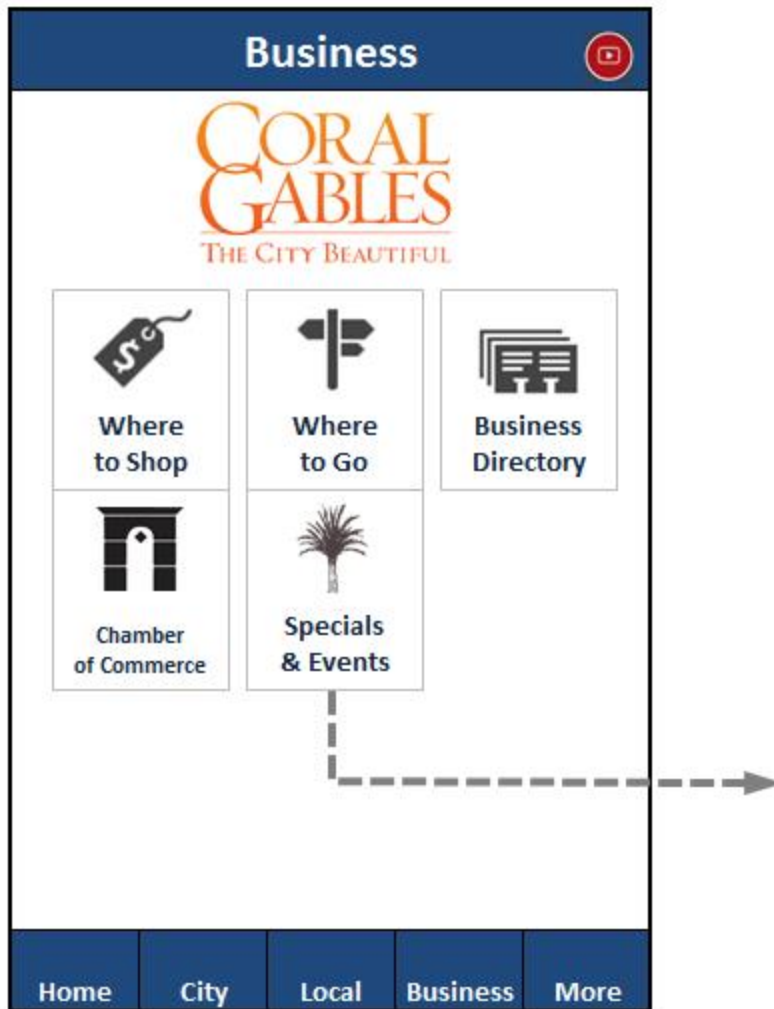 Business
CORAL
GABLES
THE CITY BEAUTIFUL
Where
to Shop
Where
to Go
Business
Directory
Chamber
of Commerce
Specials
& Events
Home City Local Business More